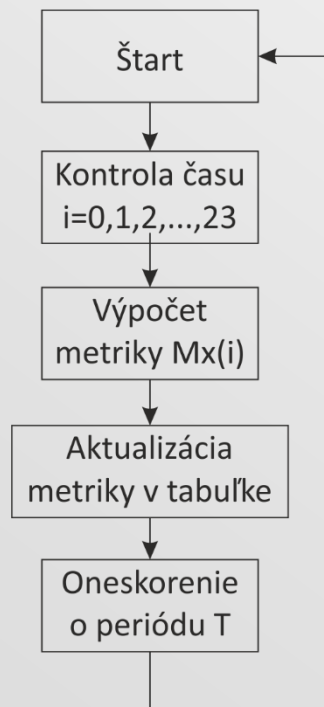 Štart
Kontrola času
i=0,1,2,...,23
Výpočet
metriky Mx(i)
Aktualizácia
metriky v tabuľke
Oneskorenie
o periódu T